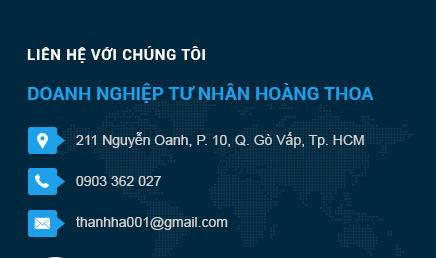 LIÊN HỆ VỚI CHÚNG TÔI
DOANH NGHIỆP TƯ NHÂN HOÀNG THOA
211 Nguyễn Oanh, P. 10, Q. Gò Vấp, Tp. HCM
0903 362 027
thanhha001@gmail.com